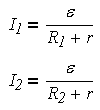 I₁ = ε / (R₁ + r)
I₂ = ε / (R₂ + r)